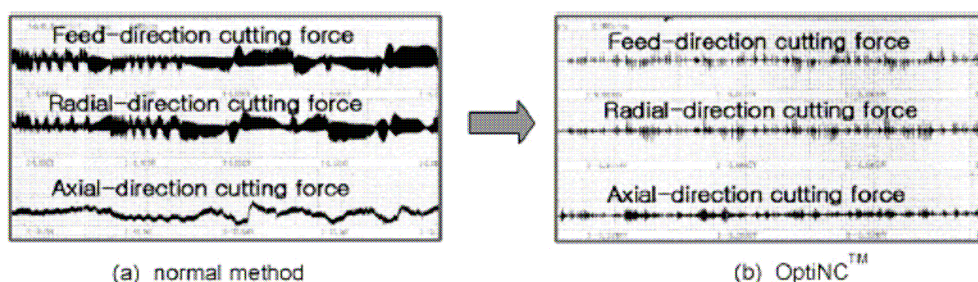 Feed-direction cutting force
Radial-direction cutting force
Axial-direction cutting force
(a) normal method
Feed-direction cutting force
Radial-direction cutting force
Axial-direction cutting force
(b) OptiNC™